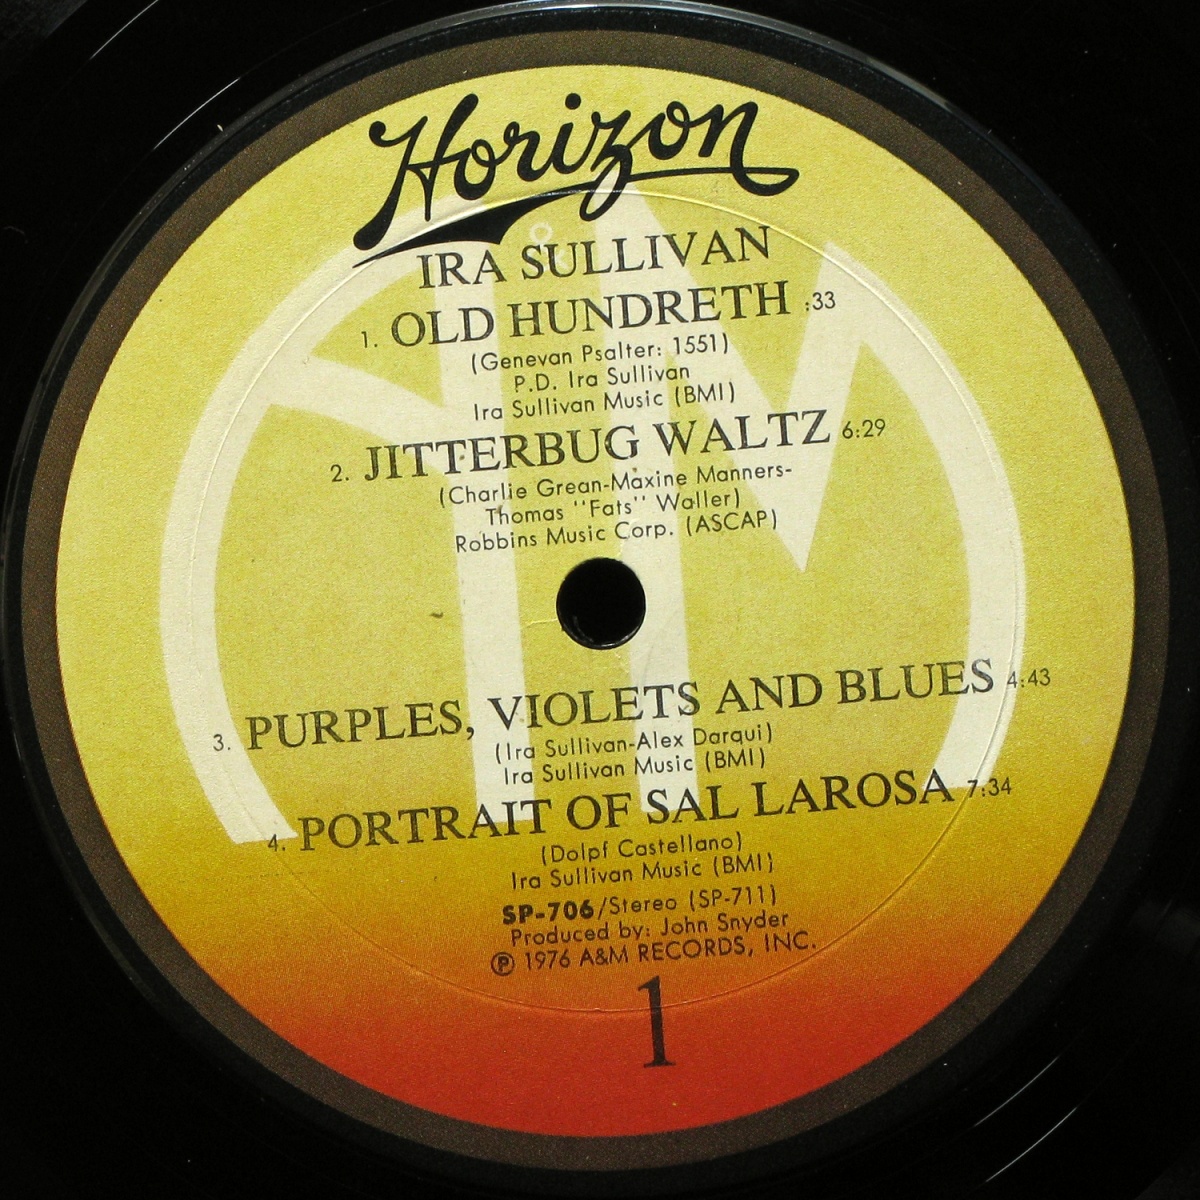 Horizon
IRA SULLIVAN
1. OLD HUNDRETH :33
(Genevan Psalter: 1551)
P.D. Ira Sullivan
Ira Sullivan Music (BMI)
2. JITTERBUG WALTZ 6:29
(Charlie Grean-Maxine Manners-
Thomas "Fats" Waller)
Robbins Music Corp. (ASCAP)
3. PURPLES, VIOLETS AND BLUES 4:43
(Ira Sullivan-Alex Darqui)
Ira Sullivan Music (BMI)
4. PORTRAIT OF SAL LAROSA 7:34
(Dolpf Castellano)
Ira Sullivan Music (BMI)
SP-706/Stereo (SP-711)
Produced by: John Snyder
℗ 1976 A&M RECORDS, INC.
1